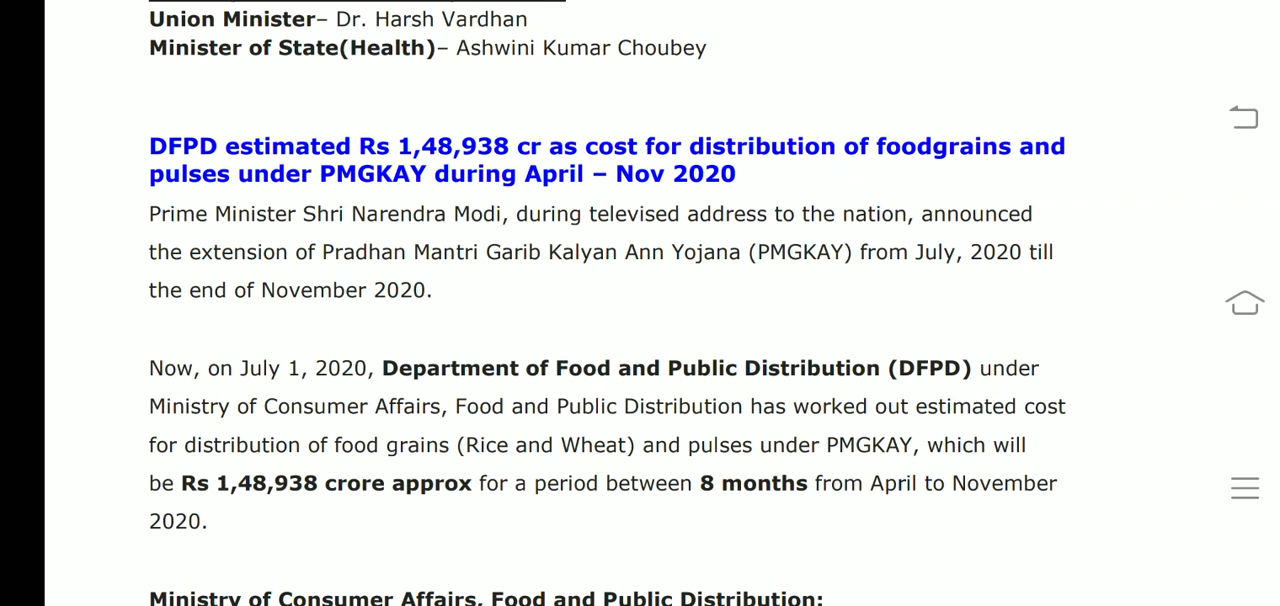 Union Minister– Dr. Harsh Vardhan
Minister of State(Health)– Ashwini Kumar Choubey
DFPD estimated Rs 1,48,938 cr as cost for distribution of foodgrains and
pulses under PMGKAY during April – Nov 2020
Prime Minister Shri Narendra Modi, during televised address to the nation, announced
the extension of Pradhan Mantri Garib Kalyan Ann Yojana (PMGKAY) from July, 2020 till
the end of November 2020.
Now, on July 1, 2020, Department of Food and Public Distribution (DFPD) under
Ministry of Consumer Affairs, Food and Public Distribution has worked out estimated cost
for distribution of food grains (Rice and Wheat) and pulses under PMGKAY, which will
be Rs 1,48,938 crore approx for a period between 8 months from April to November
2020.
Ministry of Consumer Affairs, Food and Public Distribution: